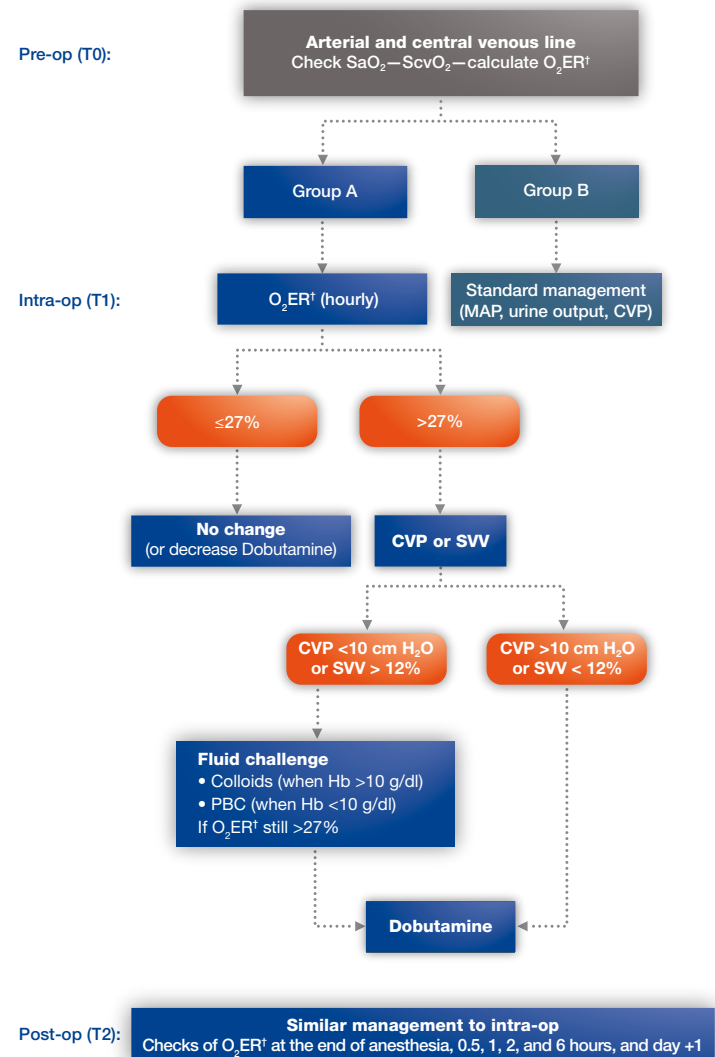 Pre-op (T0):
Arterial and central venous line
Check SaO₂—ScvO₂—calculate O₂ER†
Group A
Group B
Intra-op (T1):
O₂ER† (hourly)
Standard management
(MAP, urine output, CVP)
≤27%
>27%
No change
(or decrease Dobutamine)
CVP or SVV
CVP <10 cm H₂O
or SVV > 12%
CVP >10 cm H₂O
or SVV < 12%
Fluid challenge
• Colloids (when Hb >10 g/dl)
• PBC (when Hb <10 g/dl)
If O₂ER† still >27%
Dobutamine
Post-op (T2):
Similar management to intra-op
Checks of O₂ER† at the end of anesthesia, 0.5, 1, 2, and 6 hours, and day +1